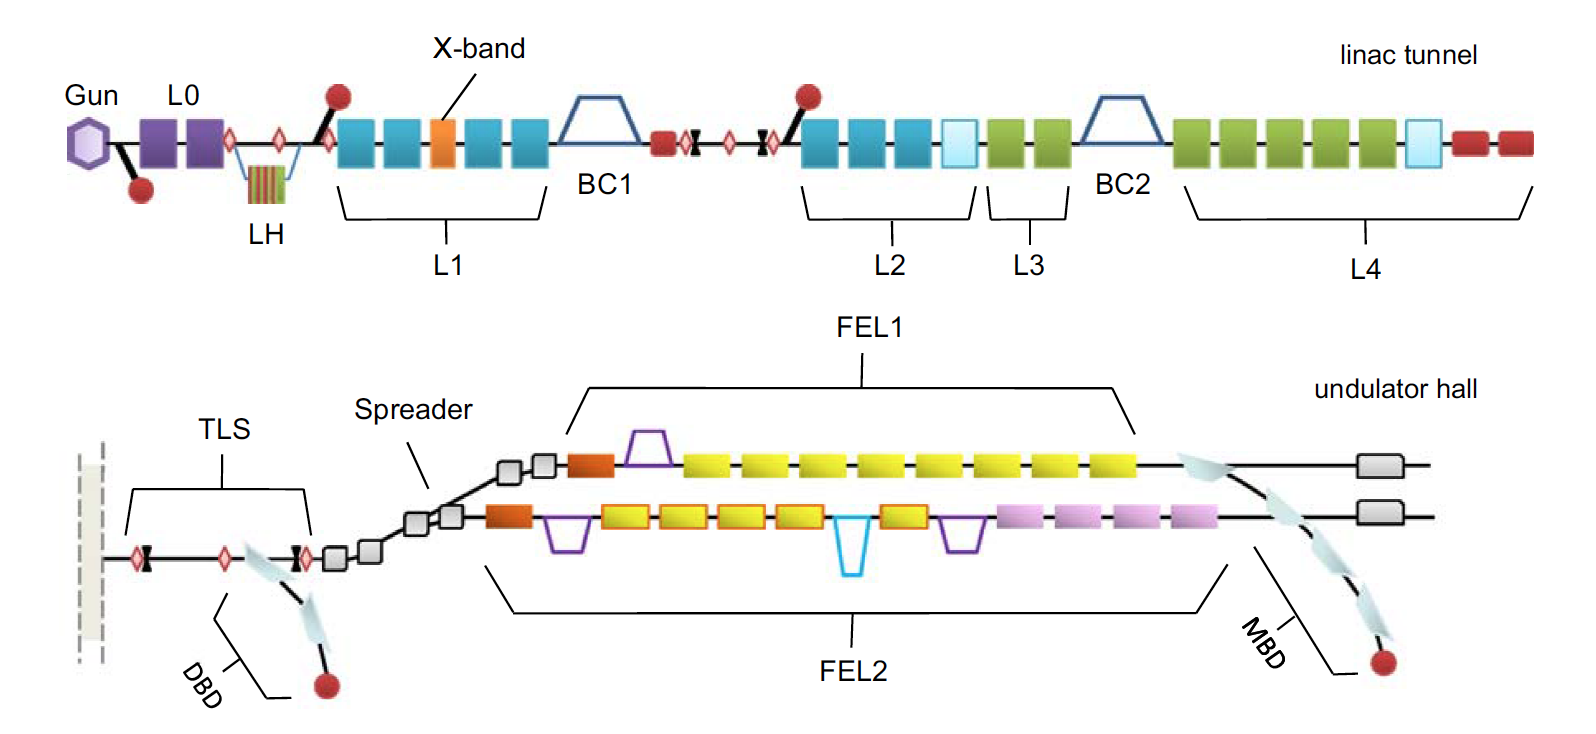 X-band
linac tunnel
Gun
L0
BC1
BC2
LH
L1
L2
L3
L4
FEL1
undulator hall
Spreader
TLS
DBD
MBD
FEL2